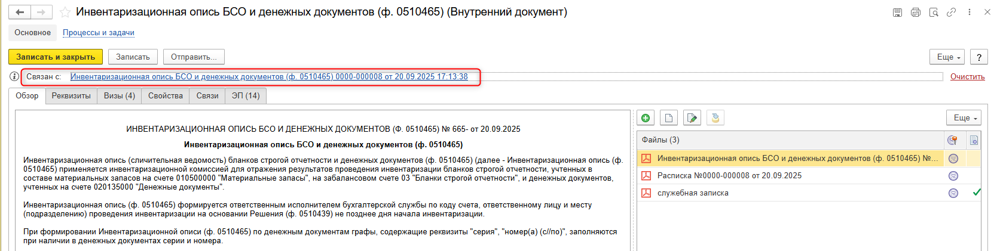 Инвентаризационная опись БСО и денежных документов (ф. 0510465) (Внутренний документ)
Основное Процессы и задачи
Записать и закрыть Записать Отправить... Еще ?
Связан с: Инвентаризационная опись БСО и денежных документов (ф. 0510465) 0000-000008 от 20.09.2025 17:13:38 Очистить
Обзор Реквизиты Визы (4) Свойства Связи ЭП (14)
ИНВЕНТАРИЗАЦИОННАЯ ОПИСЬ БСО И ДЕНЕЖНЫХ ДОКУМЕНТОВ (Ф. 0510465) № 665- от 20.09.2025
Инвентаризационная опись БСО и денежных документов (ф. 0510465)
Инвентаризационная опись (сличительная ведомость) бланков строгой отчетности и денежных документов (ф. 0510465) (далее - Инвентаризационная опись (ф.
0510465) применяется инвентаризационной комиссией для отражения результатов проведения инвентаризации бланков строгой отчетности, учтенных в
составе материальных запасов на счете 010500000 "Материальные запасы", на забалансовом счете 03 "Бланки строгой отчетности", и денежных документов,
учтенных на счете 020135000 "Денежные документы".
Инвентаризационная опись (ф. 0510465) формируется ответственным исполнителем бухгалтерской службы по коду счета, ответственному лицу и месту
(подразделению) проведения инвентаризации на основании Решения (ф. 0510439) не позднее дня начала инвентаризации.
При формировании Инвентаризационной описи (ф. 0510465) по денежным документам графы, содержащие реквизиты "серия", "номер(а) (с//по)", заполняются
при наличии в денежных документах серии и номера.
Еще
Файлы (3)
Инвентаризационная опись БСО и денежных документов (ф. 0510465) №...
Расписка №0000-000008 от 20.09.2025
служебная записка